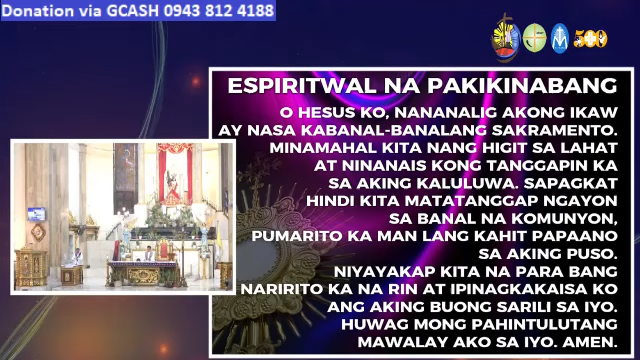 Donation via GCASH 0943 812 4188
500
ESPIRITWAL NA PAKIKINABANG
O HESUS KO, NANANALIG AKONG IKAW
AY NASA KABANAL-BANALANG SAKRAMENTO.
MINAMAHAL KITA NANG HIGIT SA LAHAT
AT NINANAIS KONG TANGGAPIN KA
SA AKING KALULUWA. SAPAGKAT
HINDI KITA MATATANGGAP NGAYON
SA BANAL NA KOMUNYON,
PUMARITO KA MAN LANG KAHIT PAPAANO
SA AKING PUSO.
NIYAYAKAP KITA NA PARA BANG
NARIRITO KA NA RIN AT IPINAGKAKAISA KO
ANG AKING BUONG SARILI SA IYO.
HUWAG MONG PAHINTULUTANG
MAWALAY AKO SA IYO. AMEN.